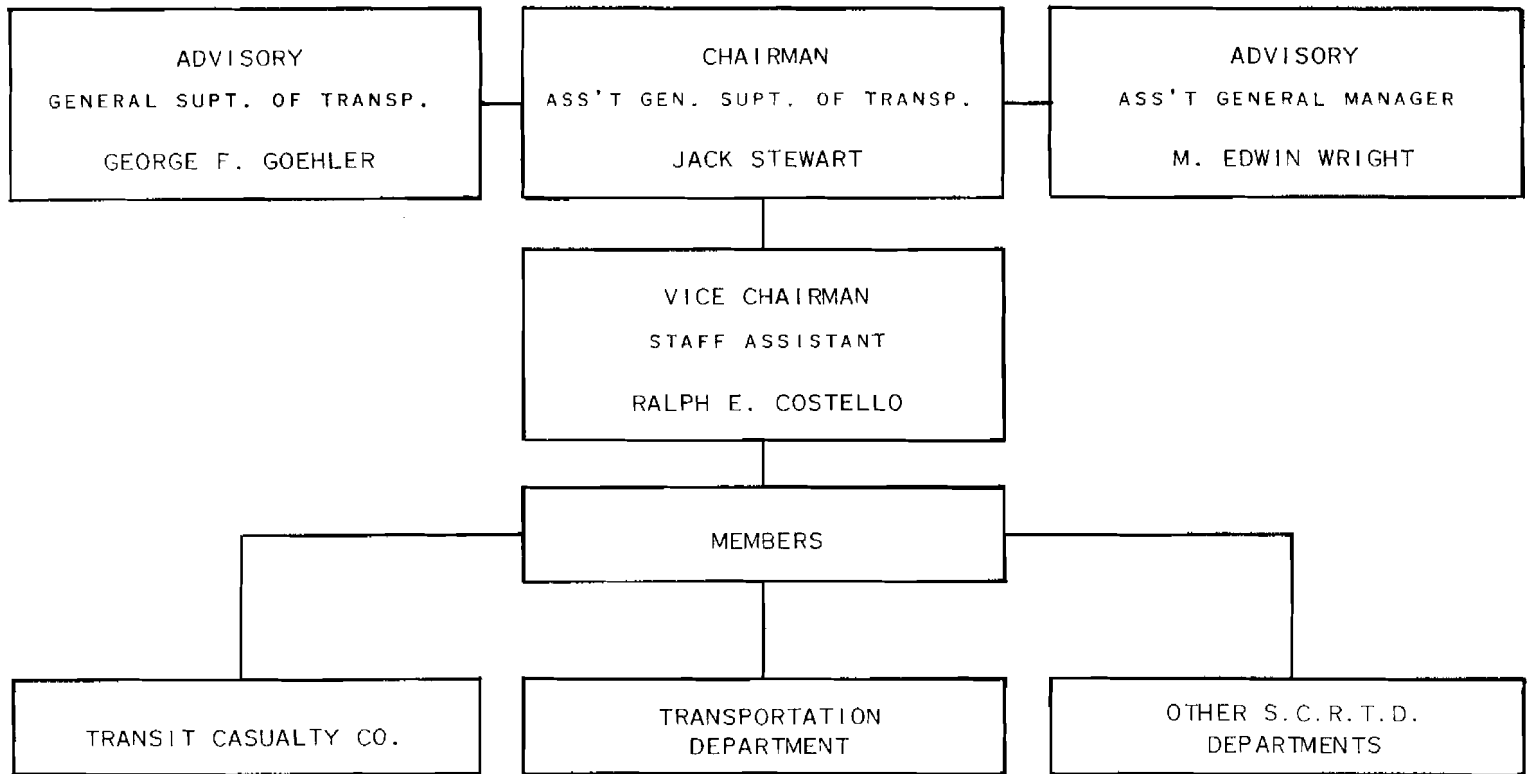 ADVISORY
GENERAL SUPT. OF TRANSP.
GEORGE F. GOEHLER
CHAIRMAN
ASS'T GEN. SUPT. OF TRANSP.
JACK STEWART
ADVISORY
ASS'T GENERAL MANAGER
M. EDWIN WRIGHT
VICE CHAIRMAN
STAFF ASSISTANT
RALPH E. COSTELLO
MEMBERS
TRANSIT CASUALTY CO.
TRANSPORTATION
DEPARTMENT
OTHER S.C.R.T.D.
DEPARTMENTS